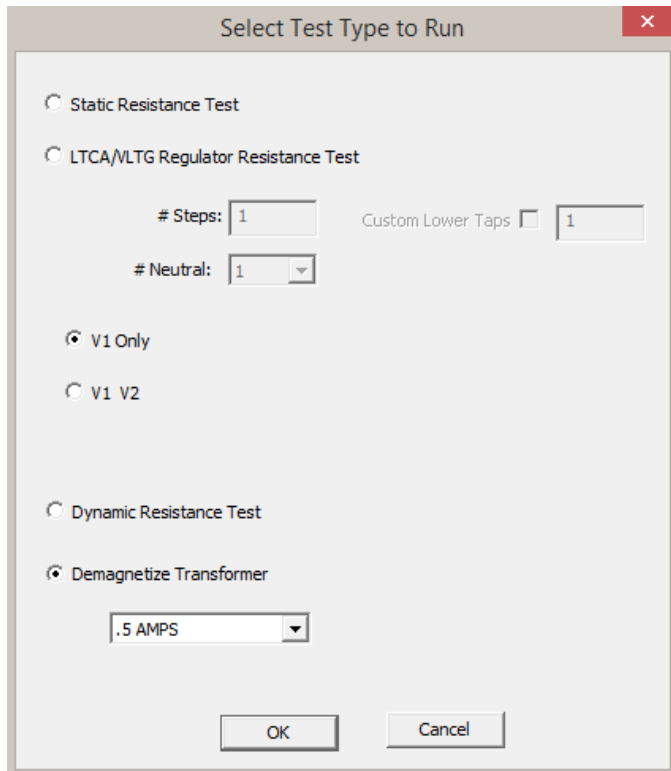 Select Test Type to Run
Static Resistance Test
LTCA/VLTG Regulator Resistance Test
# Steps: 1 Custom Lower Taps 1
# Neutral: 1
V1 Only
V1 V2
Dynamic Resistance Test
Demagnetize Transformer
.5 AMPS
OK Cancel